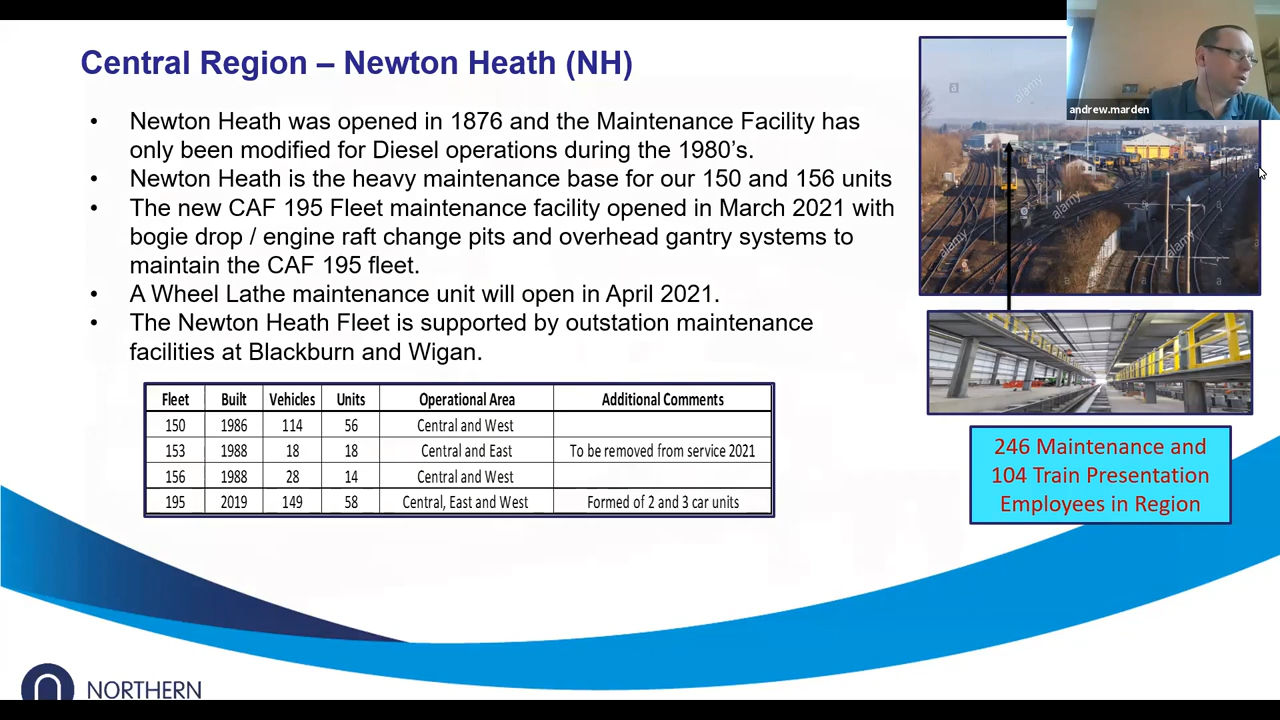 Central Region – Newton Heath (NH)
• Newton Heath was opened in 1876 and the Maintenance Facility has
only been modified for Diesel operations during the 1980's.
• Newton Heath is the heavy maintenance base for our 150 and 156 units
• The new CAF 195 Fleet maintenance facility opened in March 2021 with
bogie drop / engine raft change pits and overhead gantry systems to
maintain the CAF 195 fleet.
• A Wheel Lathe maintenance unit will open in April 2021.
• The Newton Heath Fleet is supported by outstation maintenance
facilities at Blackburn and Wigan.
Fleet Built Vehicles Units Operational Area Additional Comments
150 1986 114 56 Central and West
153 1988 18 18 Central and East To be removed from service 2021
156 1988 28 14 Central and West
195 2019 149 58 Central, East and West Formed of 2 and 3 car units
andrew.marden
a
alamy
alamy
alamy
alamy
a
a
a
246 Maintenance and
104 Train Presentation
Employees in Region
NORTHERN